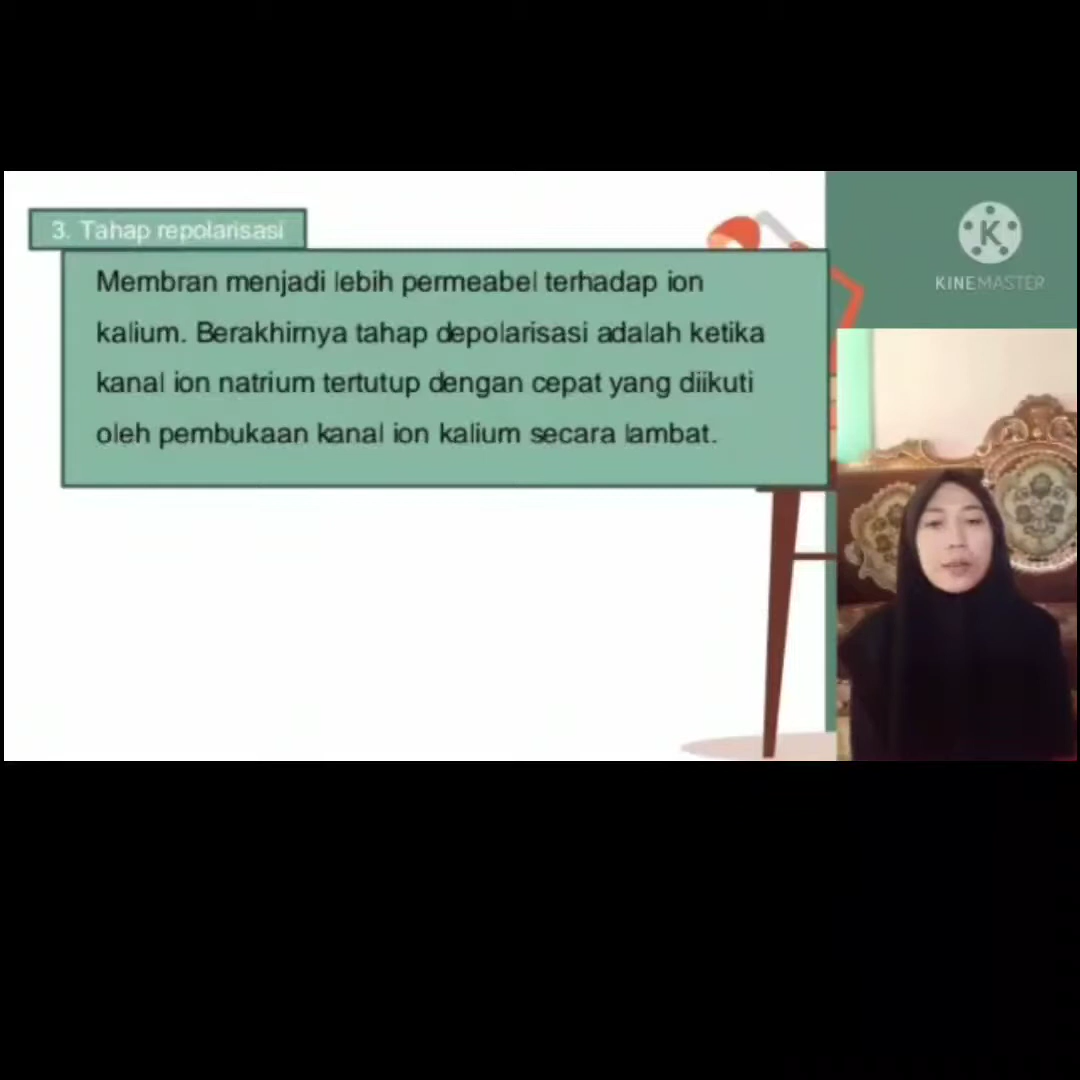 3. Tahap repolarisasi
Membran menjadi lebih permeabel terhadap ion
kalium. Berakhirnya tahap depolarisasi adalah ketika
kanal ion natrium tertutup dengan cepat yang diikuti
oleh pembukaan kanal ion kalium secara lambat.
K
KINEMASTER